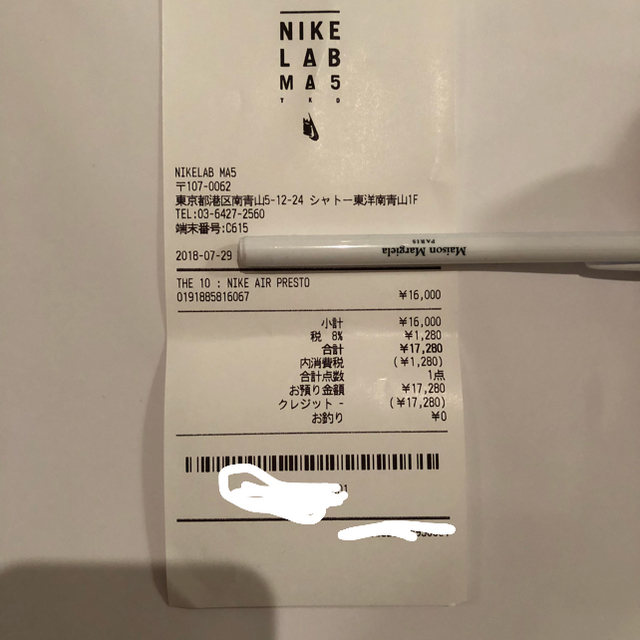 NIKE
LAB
MA5
TYO
NIKELAB MA5
〒107-0062
東京都港区南青山5-12-24 シャトー東洋南青山1F
TEL:03-6427-2560
端末番号:C615
2018-07-29
Maison Margiela
PARIS
THE 10 : NIKE AIR PRESTO
0191885816067 ¥16,000
小計 ¥16,000
税 8% ¥1,280
合計 ¥17,280
内消費税 (¥1,280)
合計点数 1点
お預り金額 ¥17,280
クレジット - (¥17,280)
お釣り ¥0